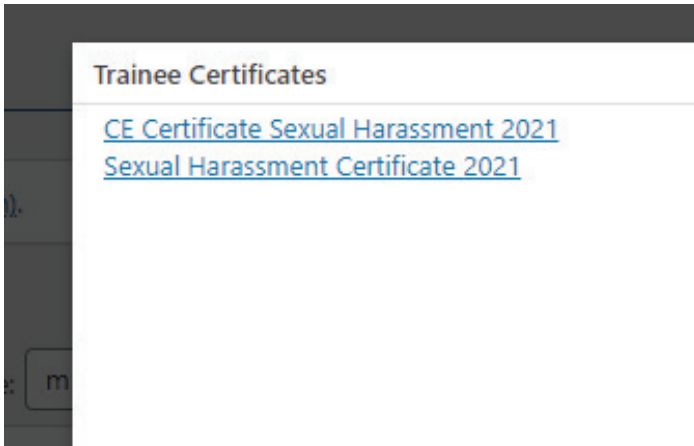 Trainee Certificates
CE Certificate Sexual Harassment 2021
Sexual Harassment Certificate 2021
).
e:
m